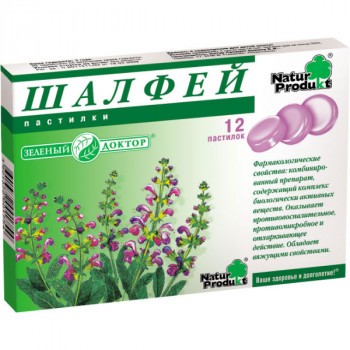 ШАЛФЕЙ
пастилки
ЗЕЛЕНЫЙ ДОКТОР®
Natur
Produkt
12
пастилок
Фармакологические
свойства: комбиниро-
ванный препарат,
содержащий комплекс
биологически активных
веществ. Оказывает
противовоспалительное,
противомикробное и
отхаркивающее
действие. Обладает
вяжущими свойствами.
Natur
Produkt
Ваше здоровье и долголетие!®